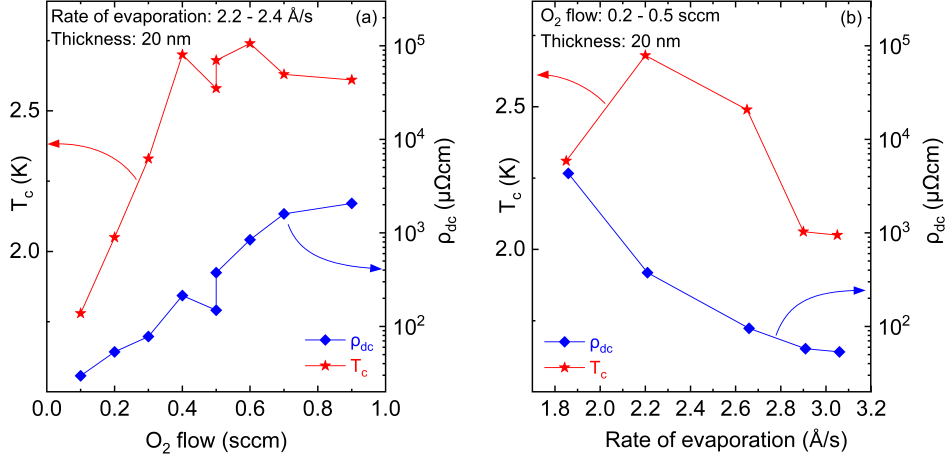 Rate of evaporation: 2.2 - 2.4 Å/s
(a)
Thickness: 20 nm
2.5
2.0
T_c (K)
10^5
10^4
10^3
10^2
ρ_dc (μΩcm)
ρ_dc
T_c
0.0 0.2 0.4 0.6 0.8 1.0
O_2 flow (sccm)
O_2 flow: 0.2 - 0.5 sccm
(b)
Thickness: 20 nm
2.5
2.0
T_c (K)
10^5
10^4
10^3
10^2
ρ_dc (μΩcm)
ρ_dc
T_c
1.8 2.0 2.2 2.4 2.6 2.8 3.0 3.2
Rate of evaporation (Å/s)